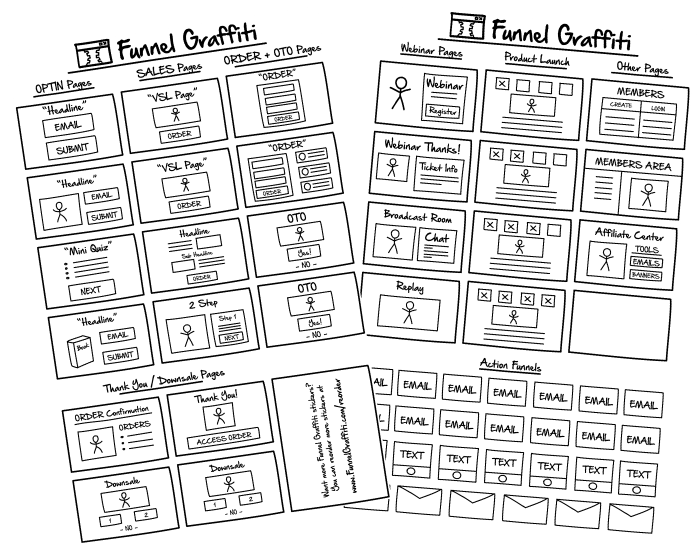 Funnel Graffiti
OPTIN Pages
SALES Pages
ORDER + OTO Pages
"Headline"
EMAIL
SUBMIT
"VSL Page"
ORDER
"ORDER"
ORDER
"Headline"
EMAIL
SUBMIT
"VSL Page"
ORDER
"ORDER"
ORDER
"Mini Quiz"
NEXT
Headline
Sub Headline
ORDER
OTO
Yes!
- NO -
"Headline"
Book
EMAIL
SUBMIT
2 Step
Step 1
NEXT
OTO
Yes!
- NO -
Thank You / Downsale Pages
ORDER Confirmation
ORDERS
Thank You!
ACCESS ORDER
Downsale
1 2
- NO -
Downsale
1 2
- NO -
Want more Funnel Graffiti stickers?
You can reorder more stickers at
www.FunnelGraffiti.com/reorder
Funnel Graffiti
Webinar Pages
Product Launch
Other Pages
Webinar
Register
MEMBERS
CREATE LOGIN
Webinar Thanks!
Ticket Info
MEMBERS AREA
Broadcast Room
Chat
Affiliate Center
TOOLS
EMAILS
BANNERS
Replay
Action Funnels
EMAIL EMAIL EMAIL EMAIL EMAIL
EMAIL EMAIL EMAIL EMAIL EMAIL
TEXT TEXT TEXT TEXT TEXT